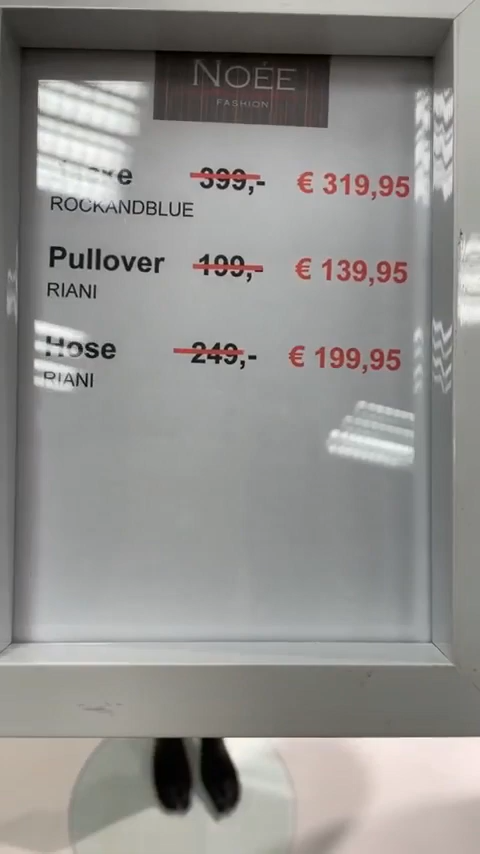 NOÉE
FASHION
399,- € 319,95
ROCKANDBLUE
Pullover 199,- € 139,95
RIANI
Hose 249,- € 199,95
RIANI